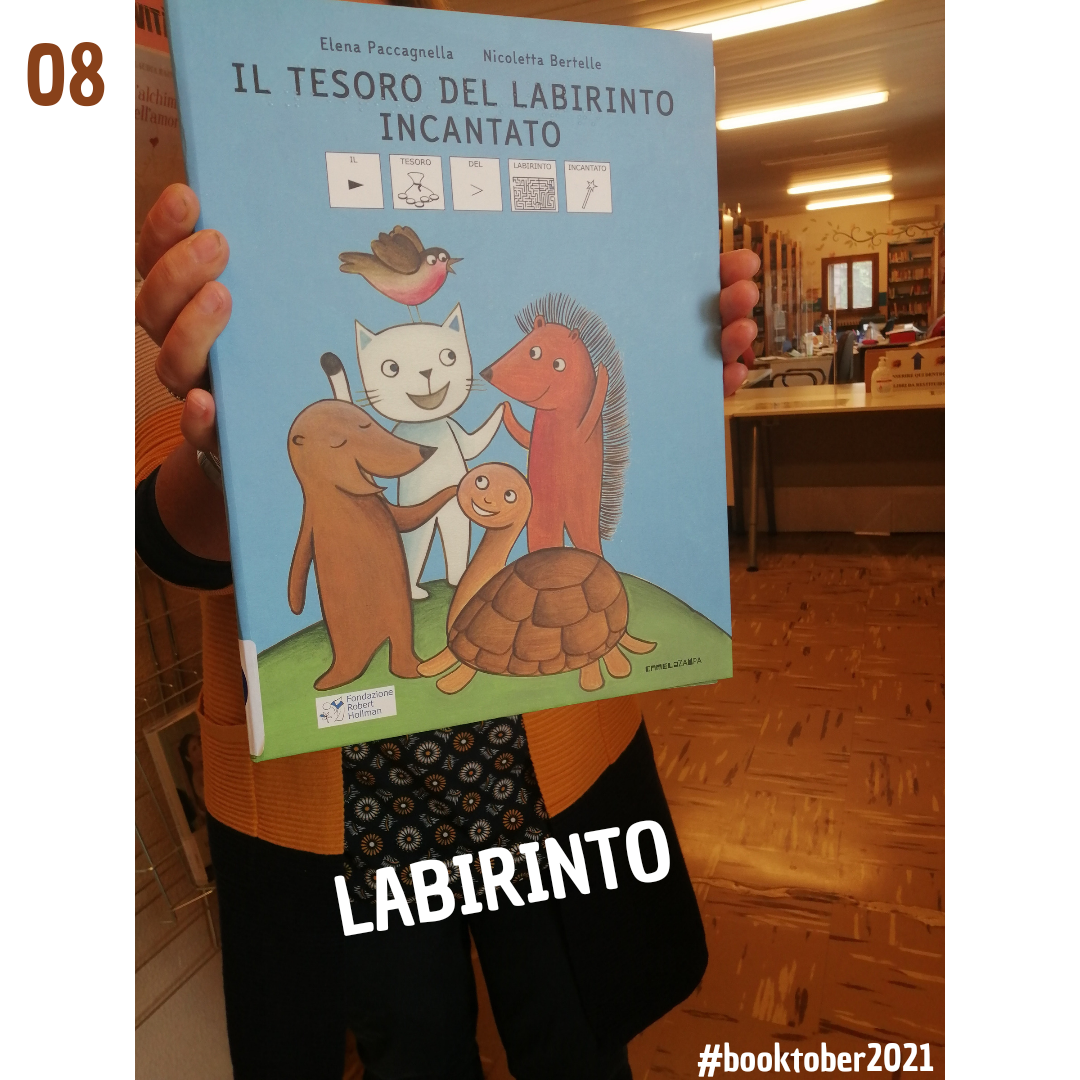 08
Elena Paccagnella Nicoletta Bertelle
IL TESORO DEL LABIRINTO
INCANTATO
IL TESORO DEL LABIRINTO INCANTATO
Fondazione
Robert
Hollman
LABIRINTO
#booktober2021